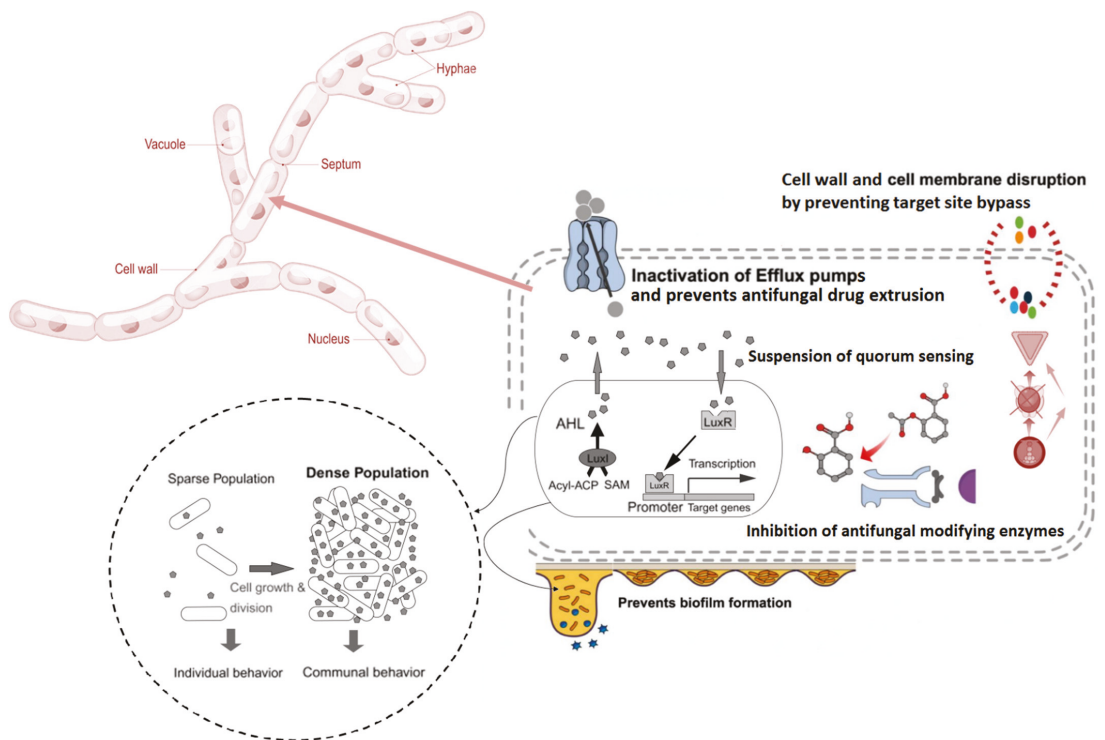 Hyphae
Vacuole
Septum
Cell wall
Nucleus
Cell wall and cell membrane disruption
by preventing target site bypass
Inactivation of Efflux pumps
and prevents antifungal drug extrusion
Suspension of quorum sensing
AHL
LuxR
LuxI
Transcription
Acyl-ACP SAM
LuxR
Promoter
Target genes
Inhibition of antifungal modifying enzymes
Prevents biofilm formation
Sparse Population
Dense Population
Cell growth &
division
Individual behavior
Communal behavior